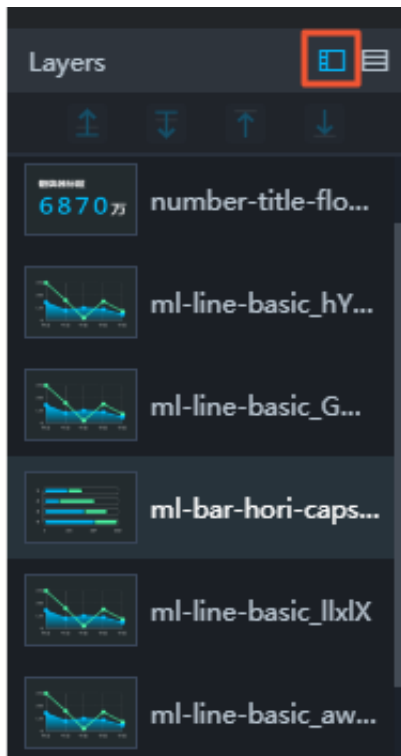 Layers
6870万
number-title-flo...
ml-line-basic_hY...
ml-line-basic_G...
ml-bar-hori-caps...
ml-line-basic_llxlX
ml-line-basic_aw...